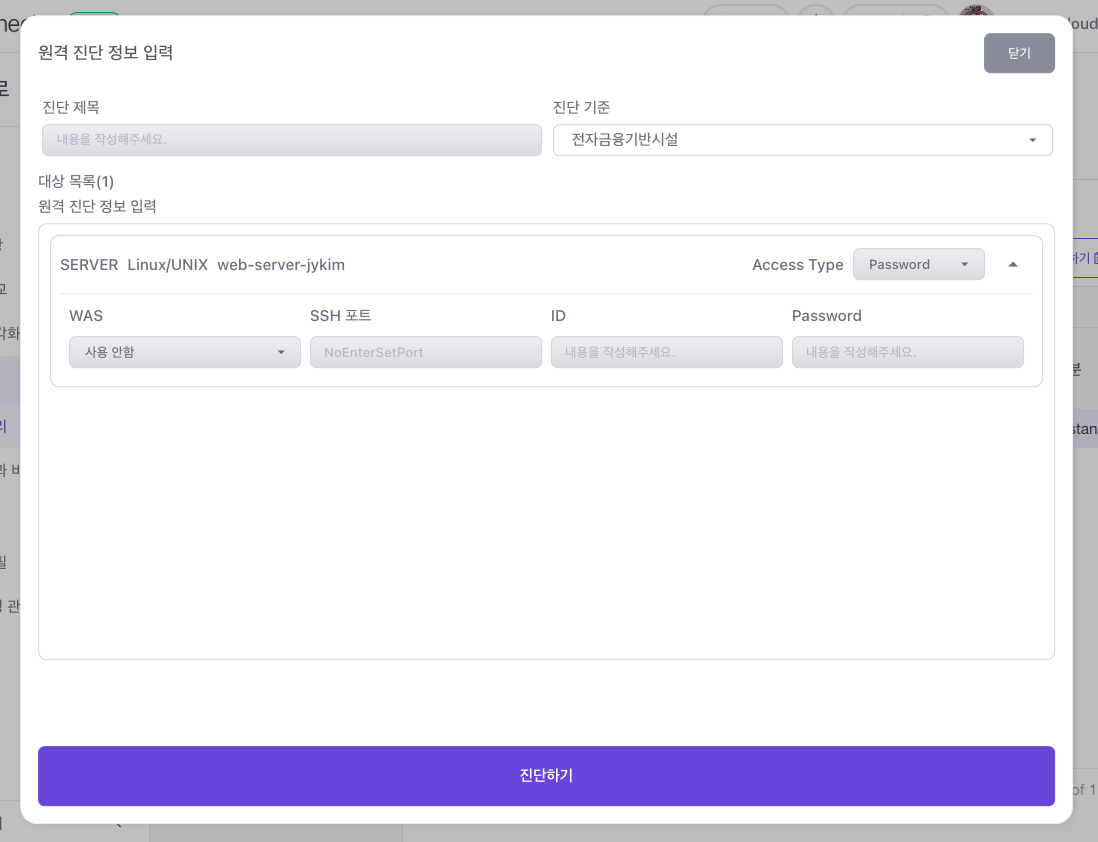 원격 진단 정보 입력
닫기
진단 제목
진단 기준
내용을 작성해주세요.
전자금융기반시설
대상 목록(1)
원격 진단 정보 입력
SERVER Linux/UNIX web-server-jykim
Access Type
Password
WAS
SSH 포트
ID
Password
사용 안함
NoEnterSetPort
내용을 작성해주세요.
내용을 작성해주세요.
진단하기
of 1